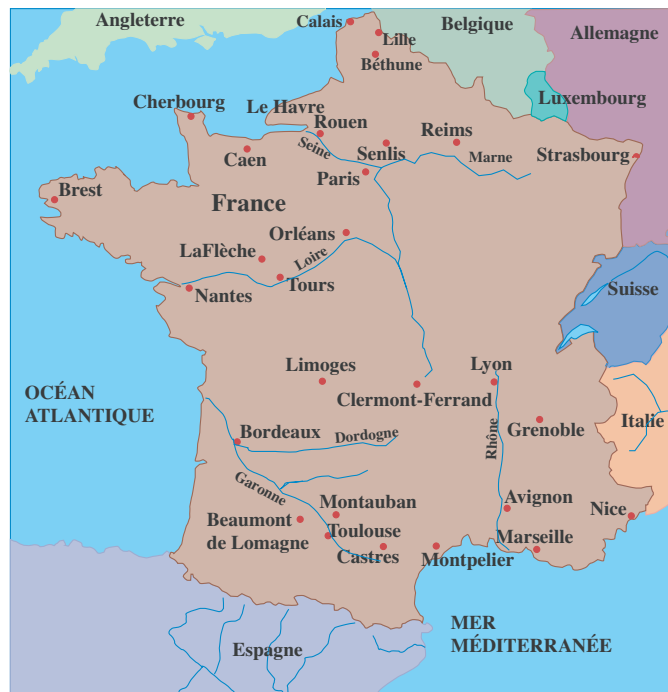 Angleterre
Calais
Belgique
Allemagne
Lille
Béthune
Luxembourg
Cherbourg
Le Havre
Rouen
Reims
Seine
Senlis
Marne
Strasbourg
Caen
Paris
Brest
France
Orléans
LaFlèche
Loire
Tours
Nantes
Suisse
Limoges
Lyon
Clermont-Ferrand
OCÉAN
ATLANTIQUE
Italie
Bordeaux
Dordogne
Rhône
Grenoble
Garonne
Montauban
Avignon
Nice
Beaumont
de Lomagne
Toulouse
Castres
Montpelier
Marseille
MER
MÉDITERRANÉE
Espagne